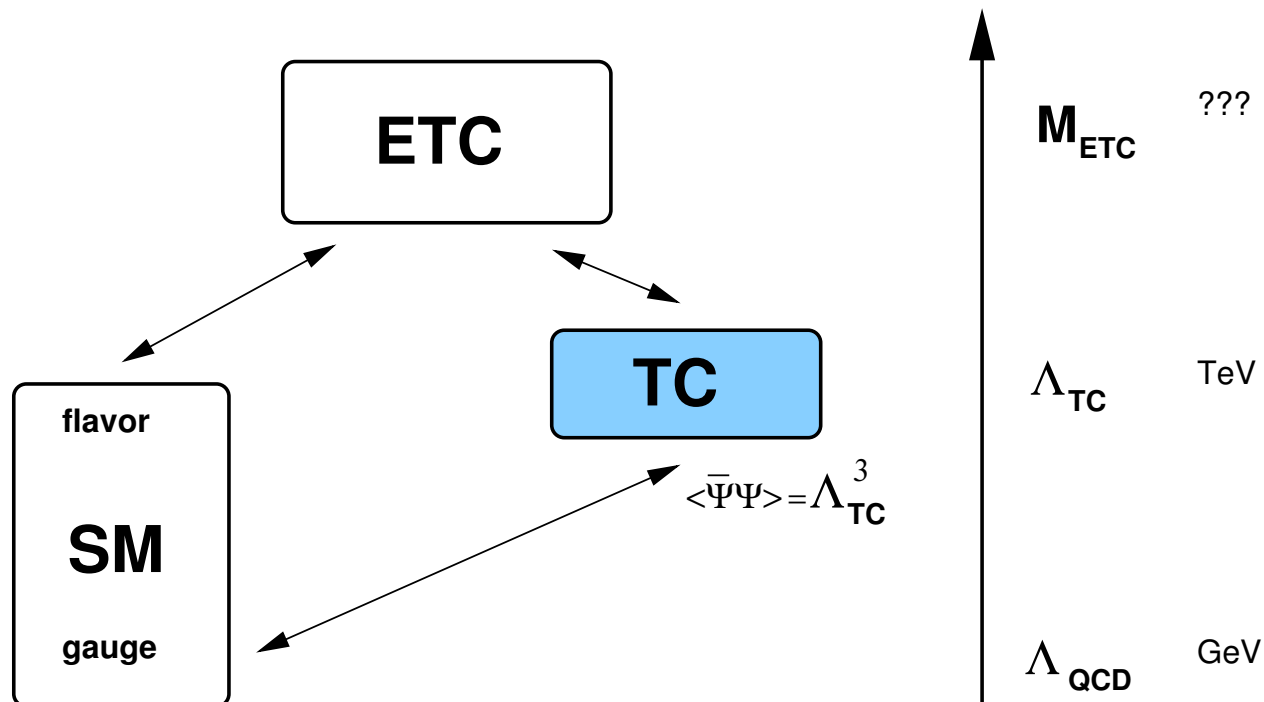 ETC
M_ETC
???
TC
Λ_TC
TeV
flavor
<Ψ̅Ψ>=Λ_TC^3
SM
gauge
Λ_QCD
GeV